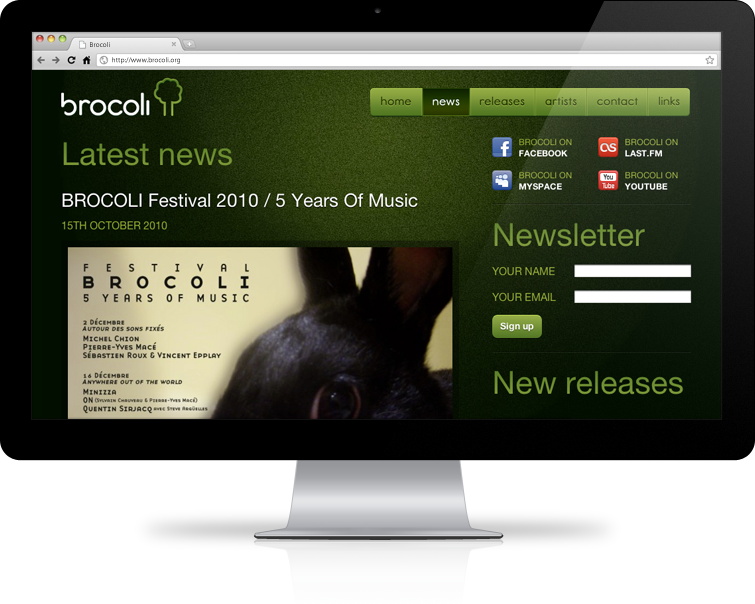 Brocoli
http://www.brocoli.org
brocoli
home news releases artists contact links
Latest news
BROCOLI Festival 2010 / 5 Years Of Music
15TH OCTOBER 2010
FESTIVAL
BROCOLI
5 YEARS OF MUSIC
2 Décembre
Autour des sons fixés
Michel Chion
Pierre-Yves Macé
Sébastien Roux & Vincent Epplay
16 Décembre
Anywhere out of the world
Minizza
ON (Sylvain Chauveau & Pierre-Yves Macé)
Quentin Sirjacq avec Steve Argüelles
f
BROCOLI ON
FACEBOOK
as
BROCOLI ON
LAST.FM
BROCOLI ON
MYSPACE
You
Tube
BROCOLI ON
YOUTUBE
Newsletter
YOUR NAME
YOUR EMAIL
Sign up
New releases